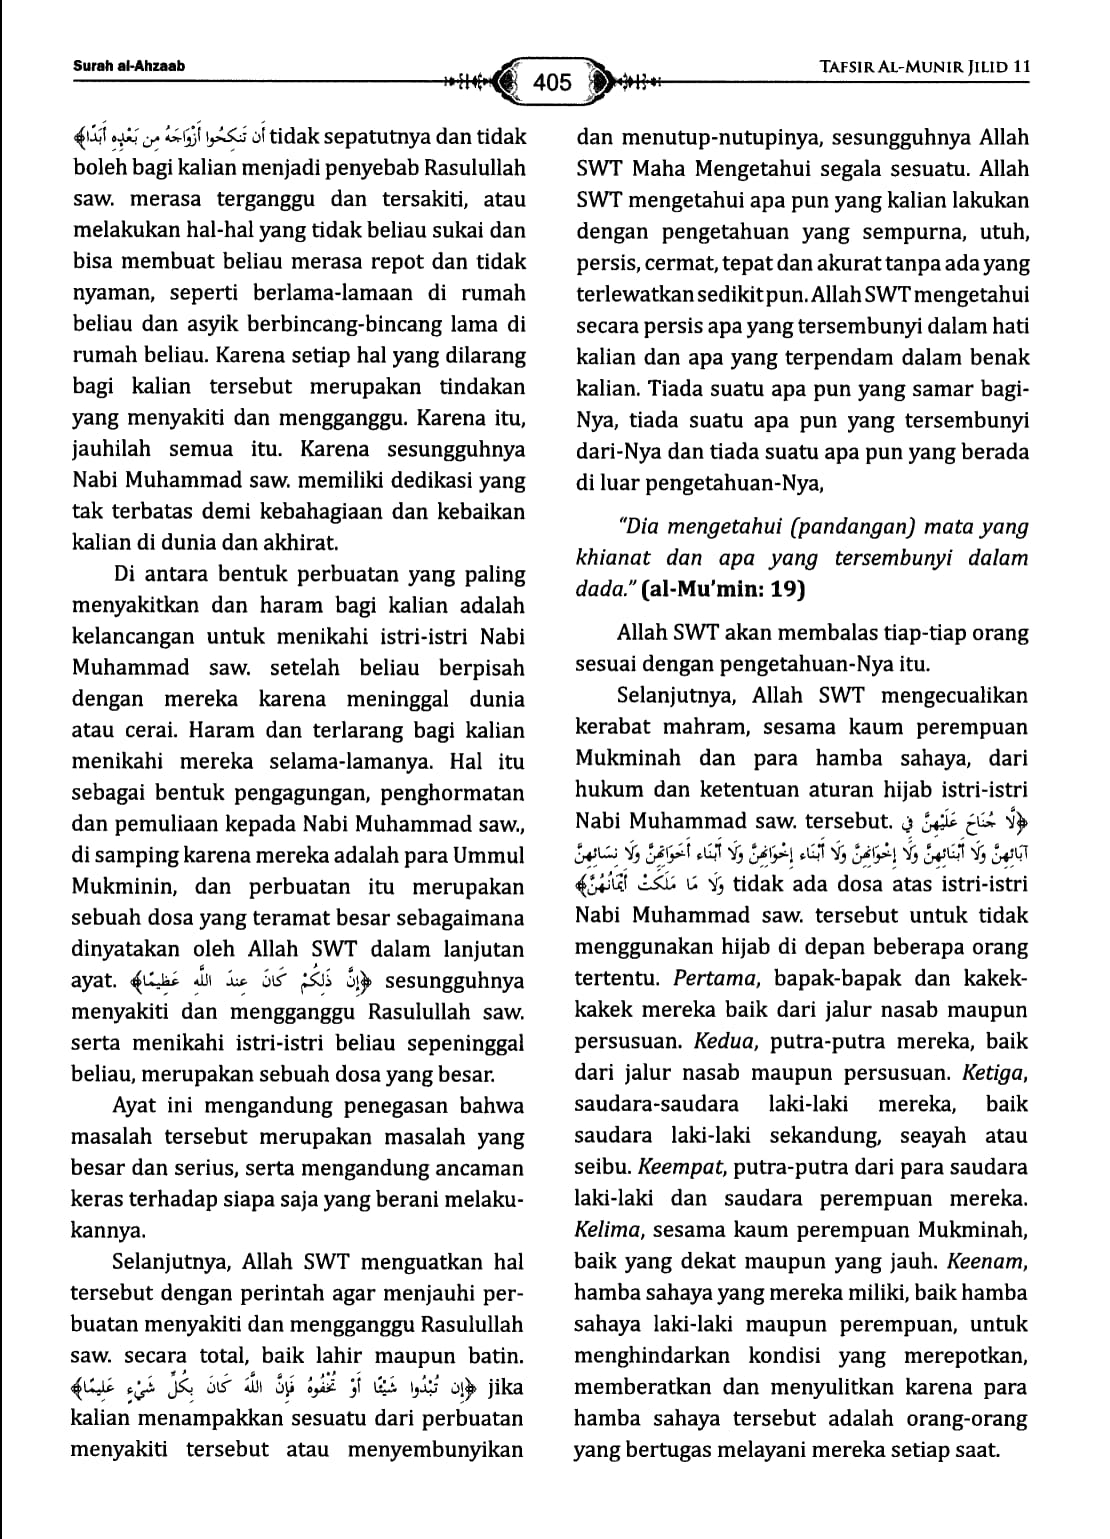 Surah al-Ahzaab
405
TAFSIR AL-MUNIR JILID 11
أَن تَنكِحُوا أَزْوَاجَهُ مِن بَعْدِهِ أَبَدًا﴾ tidak sepatutnya dan tidak
boleh bagi kalian menjadi penyebab Rasulullah
saw. merasa terganggu dan tersakiti, atau
melakukan hal-hal yang tidak beliau sukai dan
bisa membuat beliau merasa repot dan tidak
nyaman, seperti berlama-lamaan di rumah
beliau dan asyik berbincang-bincang lama di
rumah beliau. Karena setiap hal yang dilarang
bagi kalian tersebut merupakan tindakan
yang menyakiti dan mengganggu. Karena itu,
jauhilah semua itu. Karena sesungguhnya
Nabi Muhammad saw. memiliki dedikasi yang
tak terbatas demi kebahagiaan dan kebaikan
kalian di dunia dan akhirat.
Di antara bentuk perbuatan yang paling
menyakitkan dan haram bagi kalian adalah
kelancangan untuk menikahi istri-istri Nabi
Muhammad saw. setelah beliau berpisah
dengan mereka karena meninggal dunia
atau cerai. Haram dan terlarang bagi kalian
menikahi mereka selama-lamanya. Hal itu
sebagai bentuk pengagungan, penghormatan
dan pemuliaan kepada Nabi Muhammad saw.,
di samping karena mereka adalah para Ummul
Mukminin, dan perbuatan itu merupakan
sebuah dosa yang teramat besar sebagaimana
dinyatakan oleh Allah SWT dalam lanjutan
ayat. ﴿إِنَّ ذَلِكُمْ كَانَ عِندَ اللَّهِ عَظِيمًا﴾ sesungguhnya
menyakiti dan mengganggu Rasulullah saw.
serta menikahi istri-istri beliau sepeninggal
beliau, merupakan sebuah dosa yang besar.
Ayat ini mengandung penegasan bahwa
masalah tersebut merupakan masalah yang
besar dan serius, serta mengandung ancaman
keras terhadap siapa saja yang berani melaku-
kannya.
Selanjutnya, Allah SWT menguatkan hal
tersebut dengan perintah agar menjauhi per-
buatan menyakiti dan mengganggu Rasulullah
saw. secara total, baik lahir maupun batin.
﴿إِن تُبْدُوا شَيْئًا أَوْ تُخْفُوهُ فَإِنَّ اللَّهَ كَانَ بِكُلِّ شَيْءٍ عَلِيمًا﴾ jika
kalian menampakkan sesuatu dari perbuatan
menyakiti tersebut atau menyembunyikan
dan menutup-nutupinya, sesungguhnya Allah
SWT Maha Mengetahui segala sesuatu. Allah
SWT mengetahui apa pun yang kalian lakukan
dengan pengetahuan yang sempurna, utuh,
persis, cermat, tepat dan akurat tanpa ada yang
terlewatkan sedikit pun. Allah SWT mengetahui
secara persis apa yang tersembunyi dalam hati
kalian dan apa yang terpendam dalam benak
kalian. Tiada suatu apa pun yang samar bagi-
Nya, tiada suatu apa pun yang tersembunyi
dari-Nya dan tiada suatu apa pun yang berada
di luar pengetahuan-Nya,
"Dia mengetahui (pandangan) mata yang
khianat dan apa yang tersembunyi dalam
dada." (al-Mu'min: 19)
Allah SWT akan membalas tiap-tiap orang
sesuai dengan pengetahuan-Nya itu.
Selanjutnya, Allah SWT mengecualikan
kerabat mahram, sesama kaum perempuan
Mukminah dan para hamba sahaya, dari
hukum dan ketentuan aturan hijab istri-istri
Nabi Muhammad saw. tersebut. ﴿لَّا جُنَاحَ عَلَيْهِنَّ فِي
آبَائِهِنَّ وَلَا أَبْنَائِهِنَّ وَلَا إِخْوَانِهِنَّ وَلَا أَبْنَاءِ إِخْوَانِهِنَّ وَلَا أَبْنَاءِ أَخَوَاتِهِنَّ وَلَا نِسَائِهِنَّ
وَلَا مَا مَلَكَتْ أَيْمَانُهُنَّ﴾ tidak ada dosa atas istri-istri
Nabi Muhammad saw. tersebut untuk tidak
menggunakan hijab di depan beberapa orang
tertentu. Pertama, bapak-bapak dan kakek-
kakek mereka baik dari jalur nasab maupun
persusuan. Kedua, putra-putra mereka, baik
dari jalur nasab maupun persusuan. Ketiga,
saudara-saudara laki-laki mereka, baik
saudara laki-laki sekandung, seayah atau
seibu. Keempat, putra-putra dari para saudara
laki-laki dan saudara perempuan mereka.
Kelima, sesama kaum perempuan Mukminah,
baik yang dekat maupun yang jauh. Keenam,
hamba sahaya yang mereka miliki, baik hamba
sahaya laki-laki maupun perempuan, untuk
menghindarkan kondisi yang merepotkan,
memberatkan dan menyulitkan karena para
hamba sahaya tersebut adalah orang-orang
yang bertugas melayani mereka setiap saat.